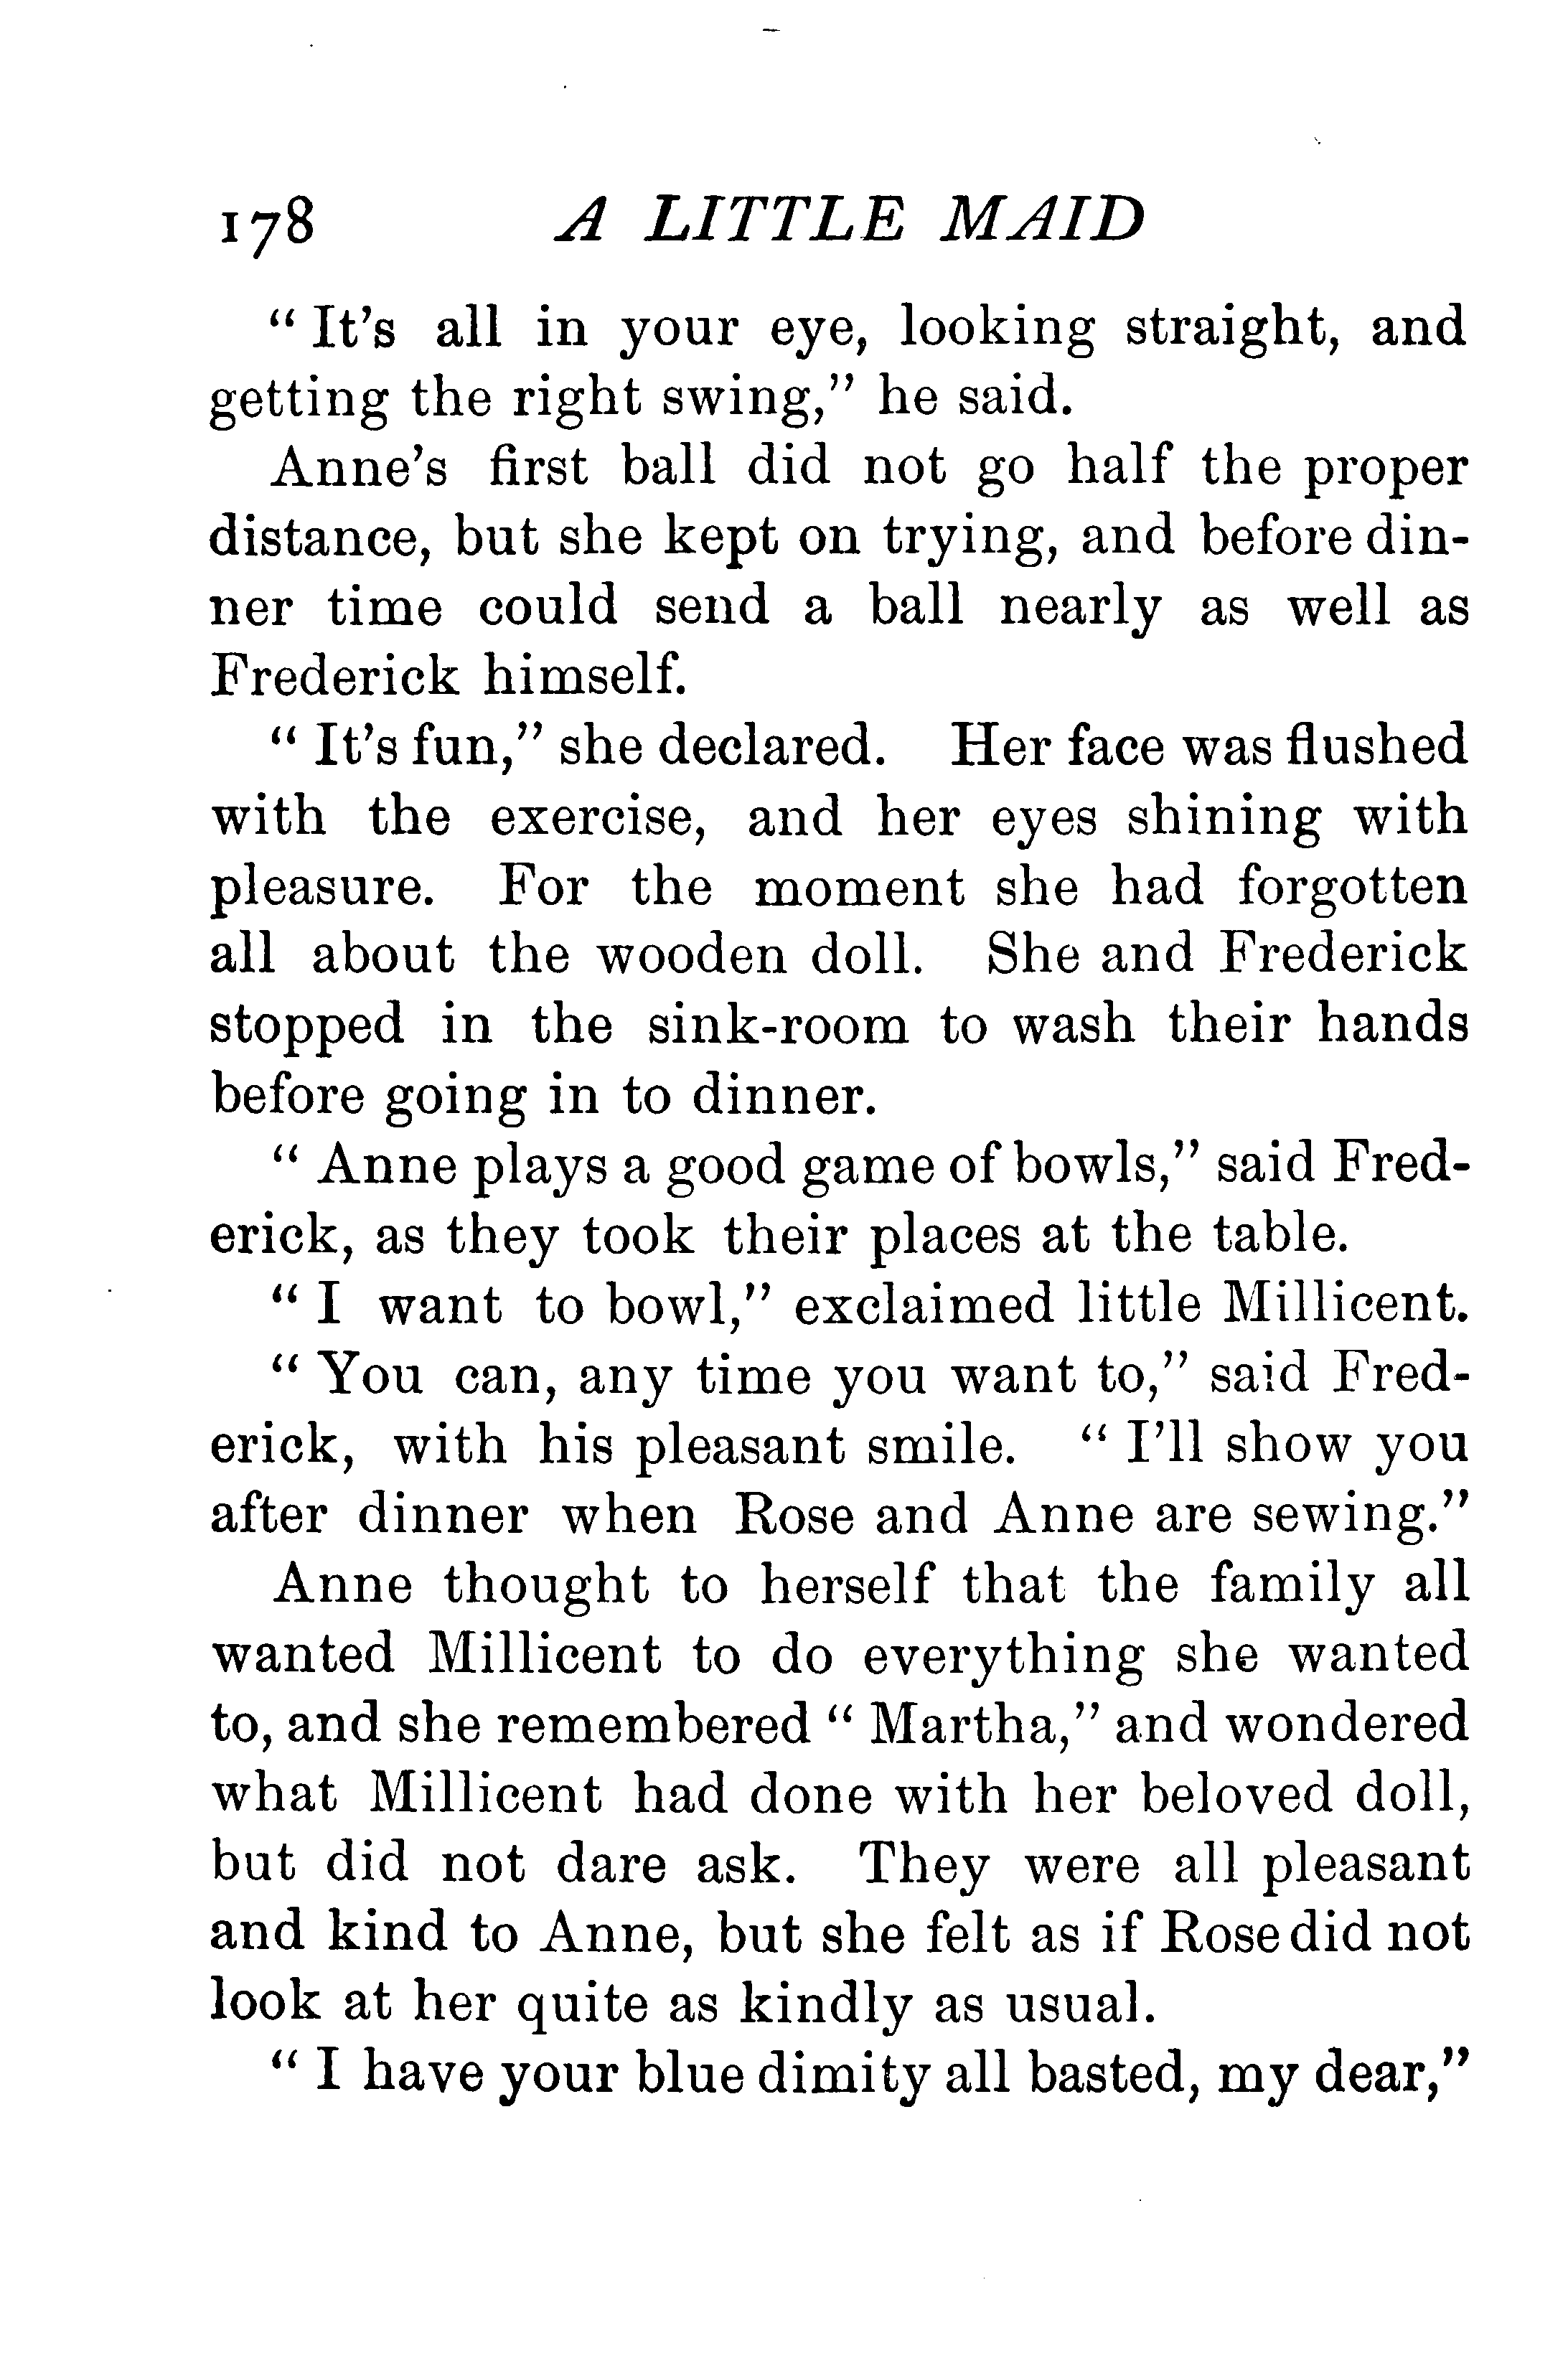 178 A LITTLE MAID
“ It's all in your eye, looking straight, and
getting the right swing,” he said.
Anne's first ball did not go half the proper
distance, but she kept on trying, and before din-
ner time could send a ball nearly as well as
Frederick himself.
“ It's fun,” she declared. Her face was flushed
with the exercise, and her eyes shining with
pleasure. For the moment she had forgotten
all about the wooden doll. She and Frederick
stopped in the sink-room to wash their hands
before going in to dinner.
“ Anne plays a good game of bowls,” said Fred-
erick, as they took their places at the table.
“ I want to bowl,” exclaimed little Millicent.
“ You can, any time you want to,” said Fred-
erick, with his pleasant smile. “ I'll show you
after dinner when Rose and Anne are sewing.”
Anne thought to herself that the family all
wanted Millicent to do everything she wanted
to, and she remembered “ Martha,” and wondered
what Millicent had done with her beloved doll,
but did not dare ask. They were all pleasant
and kind to Anne, but she felt as if Rose did not
look at her quite as kindly as usual.
“ I have your blue dimity all basted, my dear,”